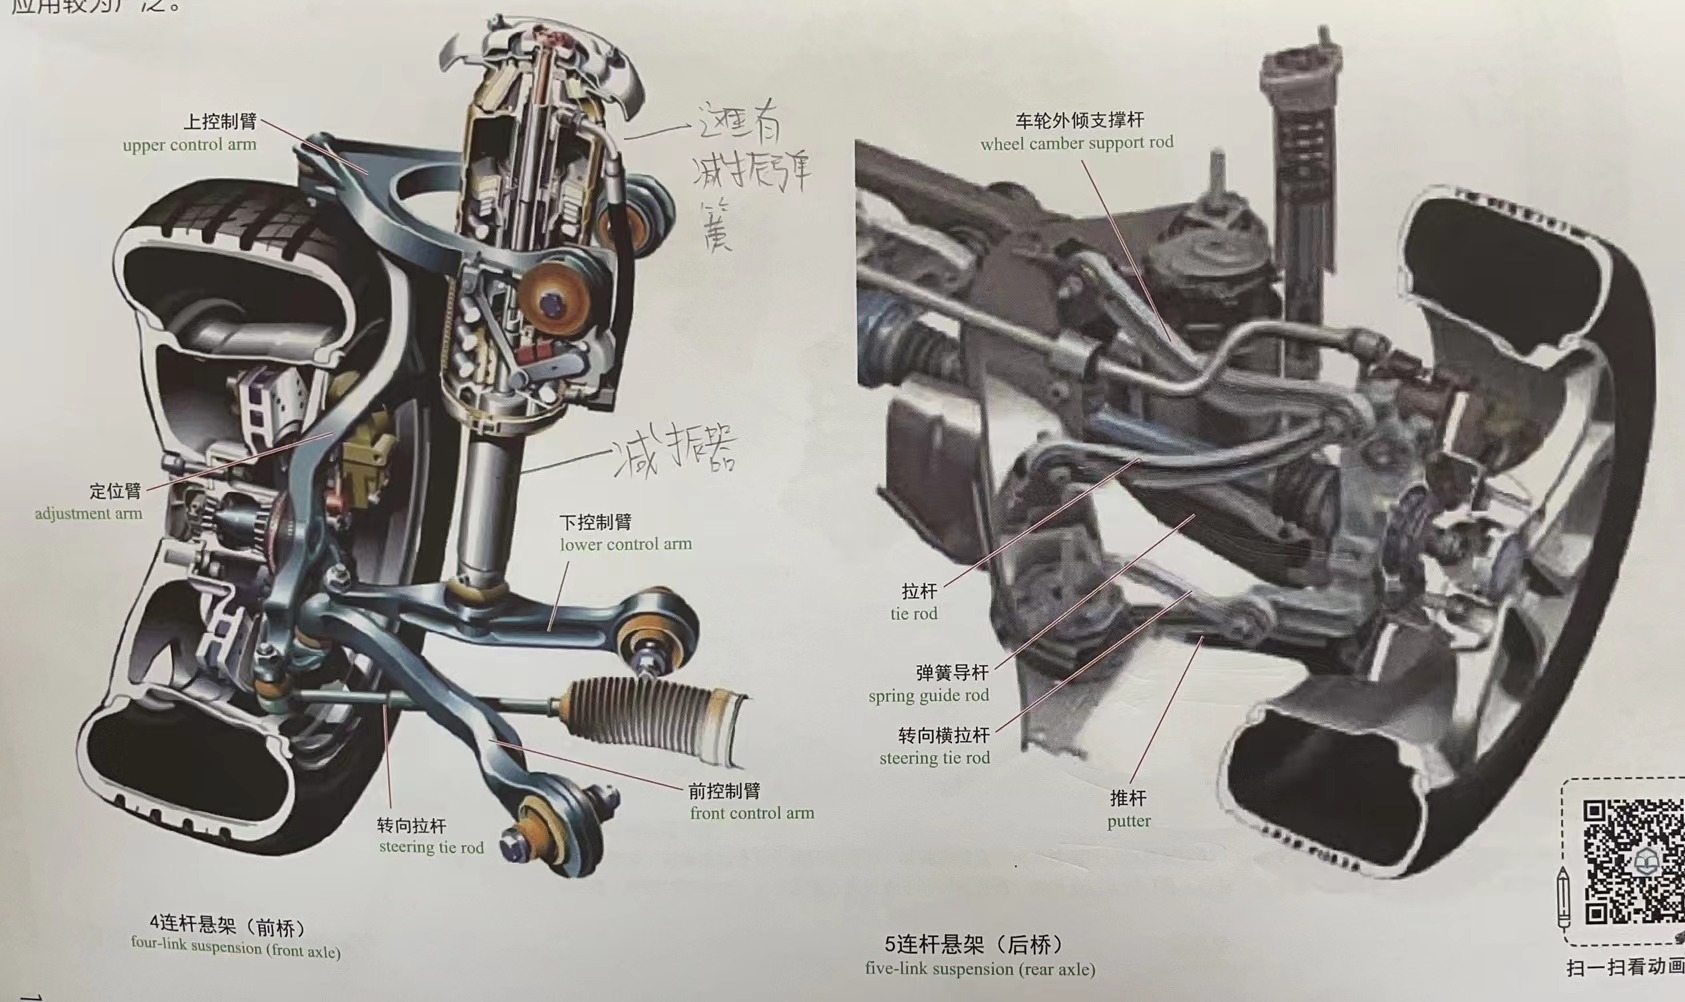 应用较为广泛。
上控制臂
upper control arm
这里有
减振弹
簧
减振器
定位臂
adjustment arm
下控制臂
lower control arm
前控制臂
front control arm
转向拉杆
steering tie rod
4连杆悬架（前桥）
four-link suspension (front axle)
车轮外倾支撑杆
wheel camber support rod
拉杆
tie rod
弹簧导杆
spring guide rod
转向横拉杆
steering tie rod
推杆
putter
5连杆悬架（后桥）
five-link suspension (rear axle)
扫一扫看动画